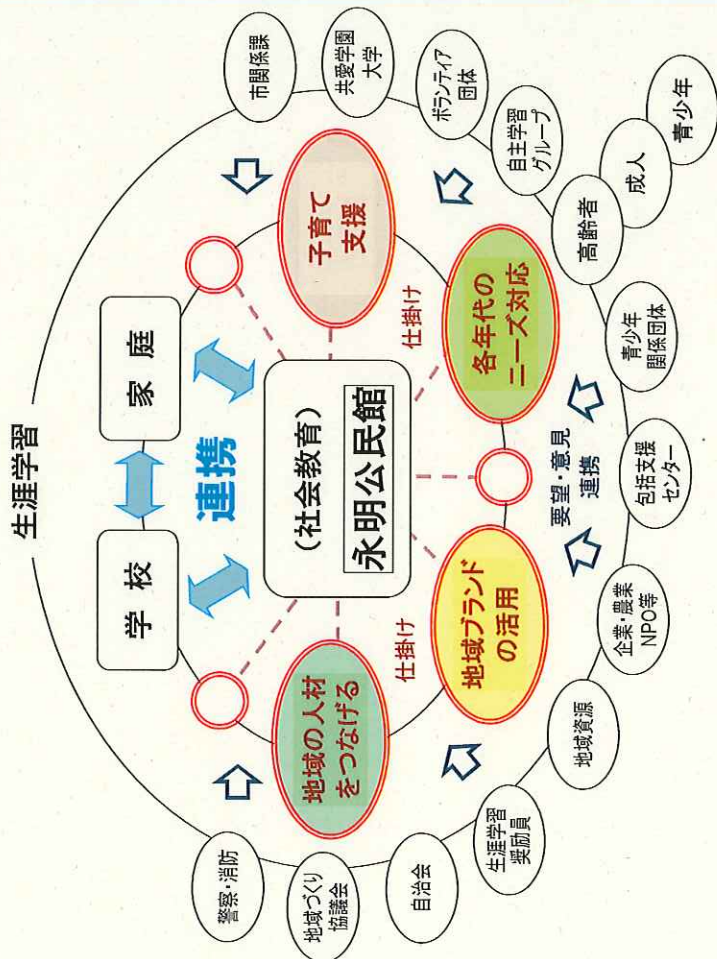 生涯学習
学校
家庭
連携
(社会教育)
永明公民館
地域の人材
をつなげる
子育て
支援
仕掛け
仕掛け
地域ブランド
の活用
各年代の
ニーズ対応
要望・意見
連携
警察・消防
地域づくり
協議会
自治会
生涯学習
奨励員
地域資源
企業・農業
NPO等
包括支援
センター
青少年
関係団体
高齢者
成人
青少年
自主学習
グループ
ボランティア
団体
共愛学園
大学
市関係課